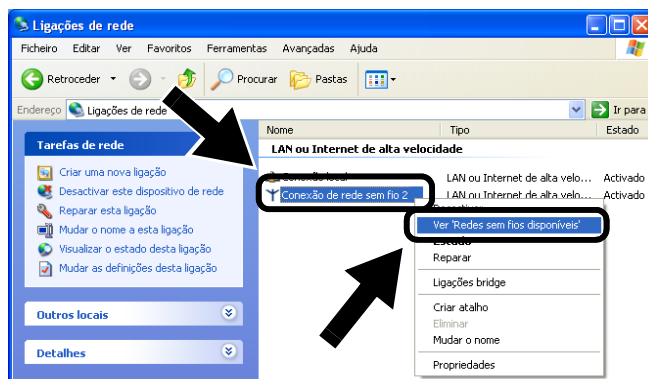 Ligações de rede
Ficheiro Editar Ver Favoritos Ferramentas Avançadas Ajuda
Retroceder Procurar Pastas
Endereço Ligações de rede Ir para
Nome Tipo Estado
Tarefas de rede
LAN ou Internet de alta velocidade
Criar uma nova ligação
Conexão local LAN ou Internet de alta velo... Activado
Desactivar este dispositivo de rede
Conexão de rede sem fio 2 LAN ou Internet de alta velo... Activado
Reparar esta ligação
Desactivar
Mudar o nome a esta ligação
Ver 'Redes sem fios disponíveis'
Visualizar o estado desta ligação
Estado
Mudar as definições desta ligação
Reparar
Ligações bridge
Outros locais
Criar atalho
Eliminar
Mudar o nome
Detalhes
Propriedades